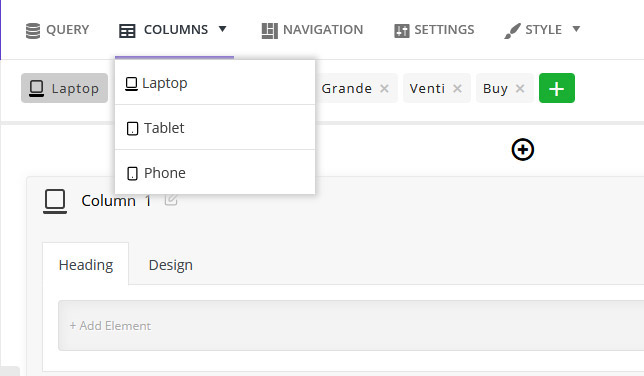 QUERY COLUMNS NAVIGATION SETTINGS STYLE
Laptop Grande × Venti × Buy × +
Laptop
Tablet
Phone
Column 1
Heading Design
+ Add Element